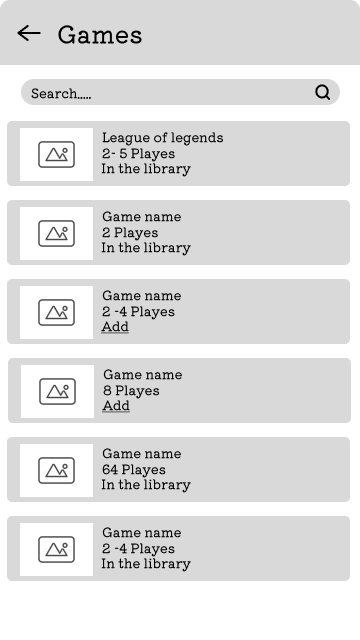 Games
Search.....
League of legends
2- 5 Playes
In the library
Game name
2 Playes
In the library
Game name
2 -4 Playes
Add
Game name
8 Playes
Add
Game name
64 Playes
In the library
Game name
2 -4 Playes
In the library